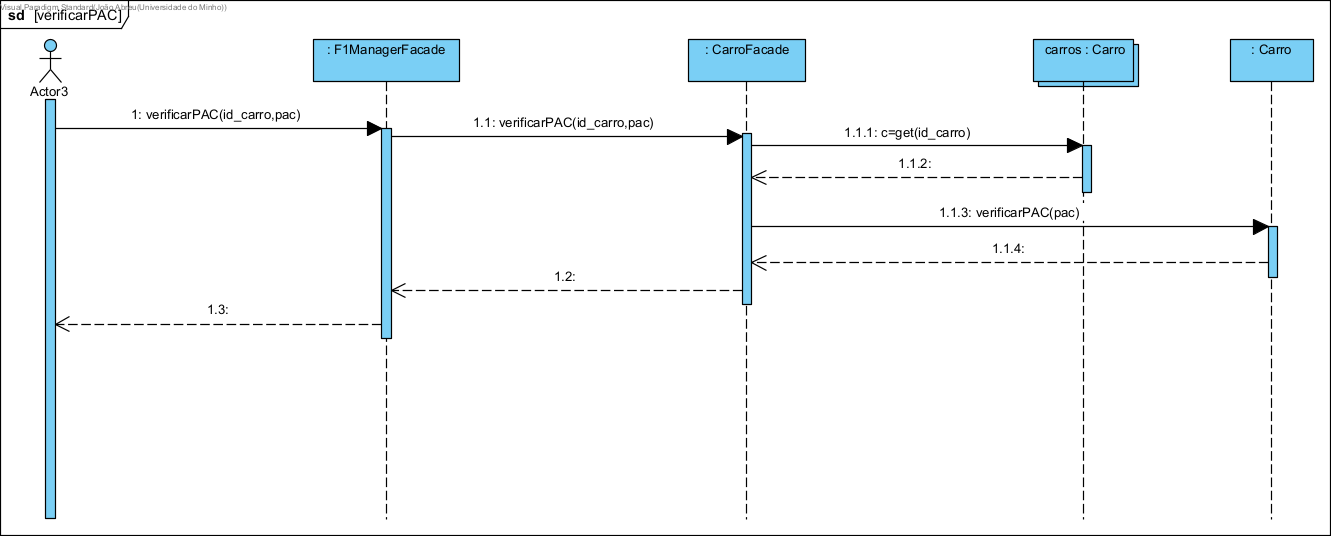 Visual Paradigm Standard(João Abreu(Universidade do Minho))
sd [verificarPAC]
: F1ManagerFacade
: CarroFacade
carros : Carro
: Carro
Actor3
1: verificarPAC(id_carro,pac)
1.1: verificarPAC(id_carro,pac)
1.1.1: c=get(id_carro)
1.1.2:
1.1.3: verificarPAC(pac)
1.1.4:
1.2:
1.3: